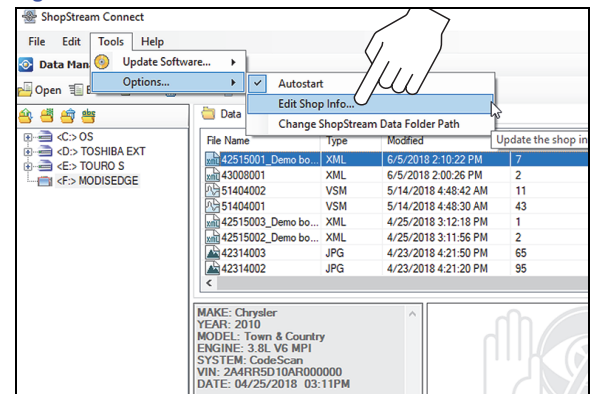 ShopStream Connect
File Edit Tools Help
Data Man
Update Software...
Open
Options...
Autostart
Edit Shop Info...
Change ShopStream Data Folder Path
Update the shop in
<C:> OS
<D:> TOSHIBA EXT
<E:> TOURO S
<F:> MODISEDGE
Data
File Name Type Modified
42515001_Demo bo... XML 6/5/2018 2:10:22 PM 7
43008001 XML 6/5/2018 2:00:26 PM 2
51404002 VSM 5/14/2018 4:48:42 AM 11
51404001 VSM 5/14/2018 4:48:30 AM 43
42515003_Demo bo... XML 4/25/2018 3:12:18 PM 1
42515002_Demo bo... XML 4/25/2018 3:11:56 PM 2
42314003 JPG 4/23/2018 4:21:50 PM 65
42314002 JPG 4/23/2018 4:21:20 PM 95
MAKE: Chrysler
YEAR: 2010
MODEL: Town & Country
ENGINE: 3.8L V6 MPI
SYSTEM: CodeScan
VIN: 2A4RR5D10AR000000
DATE: 04/25/2018 03:11PM